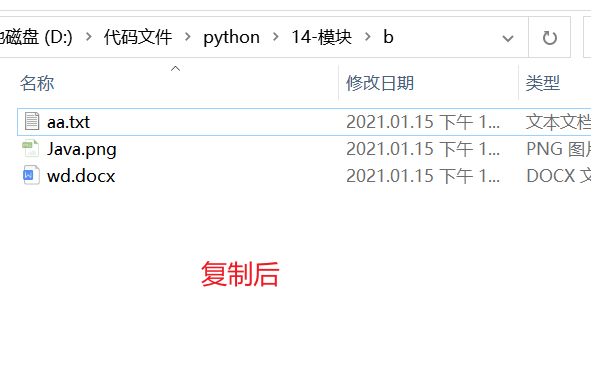 地磁盘 (D:) > 代码文件 > python > 14-模块 > b
名称 修改日期 类型
aa.txt 2021.01.15 下午 1... 文本文档
Java.png 2021.01.15 下午 1... PNG 图片
wd.docx 2021.01.15 下午 1... DOCX 文
复制后